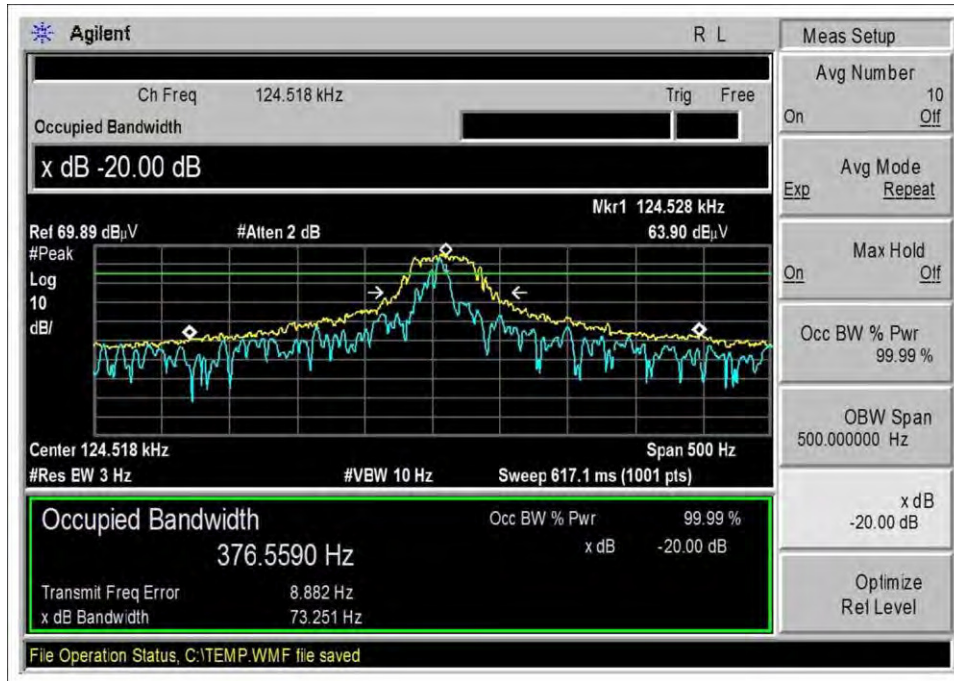 Agilent R L
Ch Freq 124.518 kHz Trig Free
Occupied Bandwidth
x dB -20.00 dB
Mkr1 124.528 kHz
Ref 69.89 dBµV #Atten 2 dB 63.90 dBµV
#Peak
Log
10
dB/
Center 124.518 kHz Span 500 Hz
#Res BW 3 Hz #VBW 10 Hz Sweep 617.1 ms (1001 pts)
Occupied Bandwidth Occ BW % Pwr 99.99 %
376.5590 Hz x dB -20.00 dB
Transmit Freq Error 8.882 Hz
x dB Bandwidth 73.251 Hz
File Operation Status, C:\TEMP.WMF file saved
Meas Setup
Avg Number
10
On Off
Avg Mode
Exp Repeat
Max Hold
On Off
Occ BW % Pwr
99.99 %
OBW Span
500.000000 Hz
x dB
-20.00 dB
Optimize
Ref Level